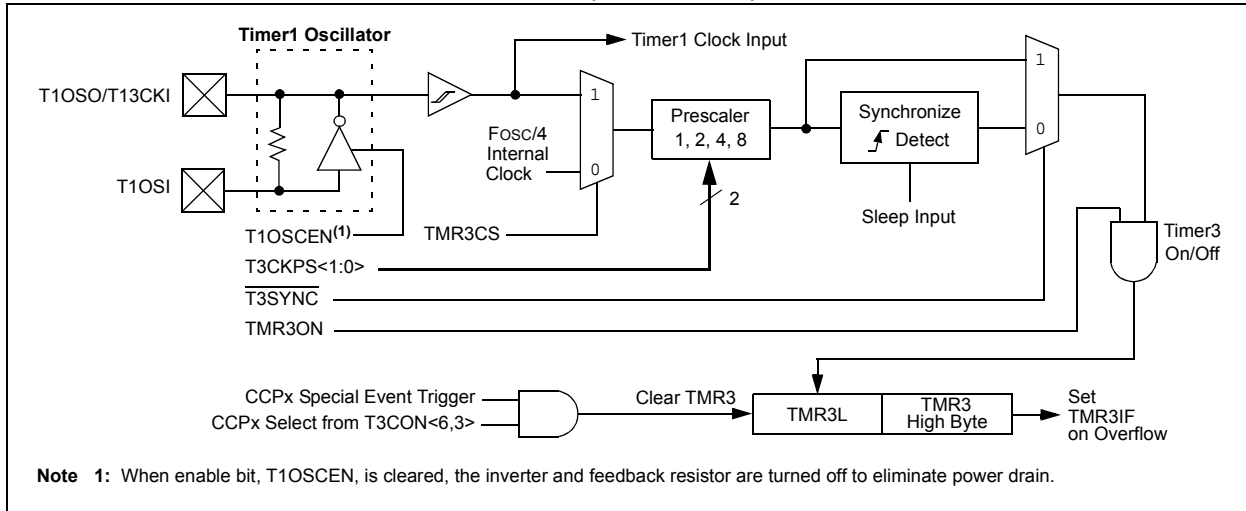 Timer1 Oscillator
Timer1 Clock Input
T1OSO/T13CKI
T1OSI
1
FOSC/4
Internal
Clock
0
Prescaler
1, 2, 4, 8
2
Synchronize
Detect
Sleep Input
1
0
T1OSCEN(1)
TMR3CS
T3CKPS<1:0>
T3SYNC
TMR3ON
Timer3
On/Off
CCPx Special Event Trigger
CCPx Select from T3CON<6,3>
Clear TMR3
TMR3L
TMR3
High Byte
Set
TMR3IF
on Overflow
Note 1: When enable bit, T1OSCEN, is cleared, the inverter and feedback resistor are turned off to eliminate power drain.